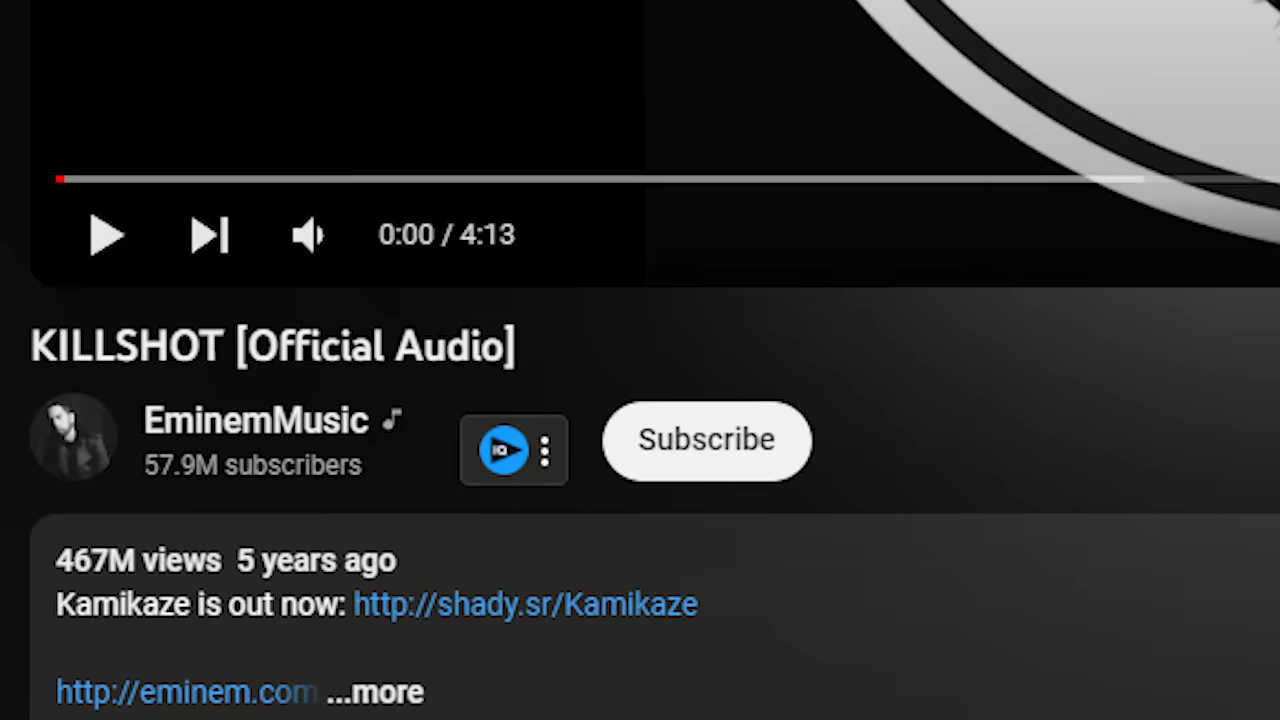 0:00 / 4:13
KILLSHOT [Official Audio]
EminemMusic
57.9M subscribers
IQ
Subscribe
467M views 5 years ago
Kamikaze is out now: http://shady.sr/Kamikaze
http://eminem.com ...more